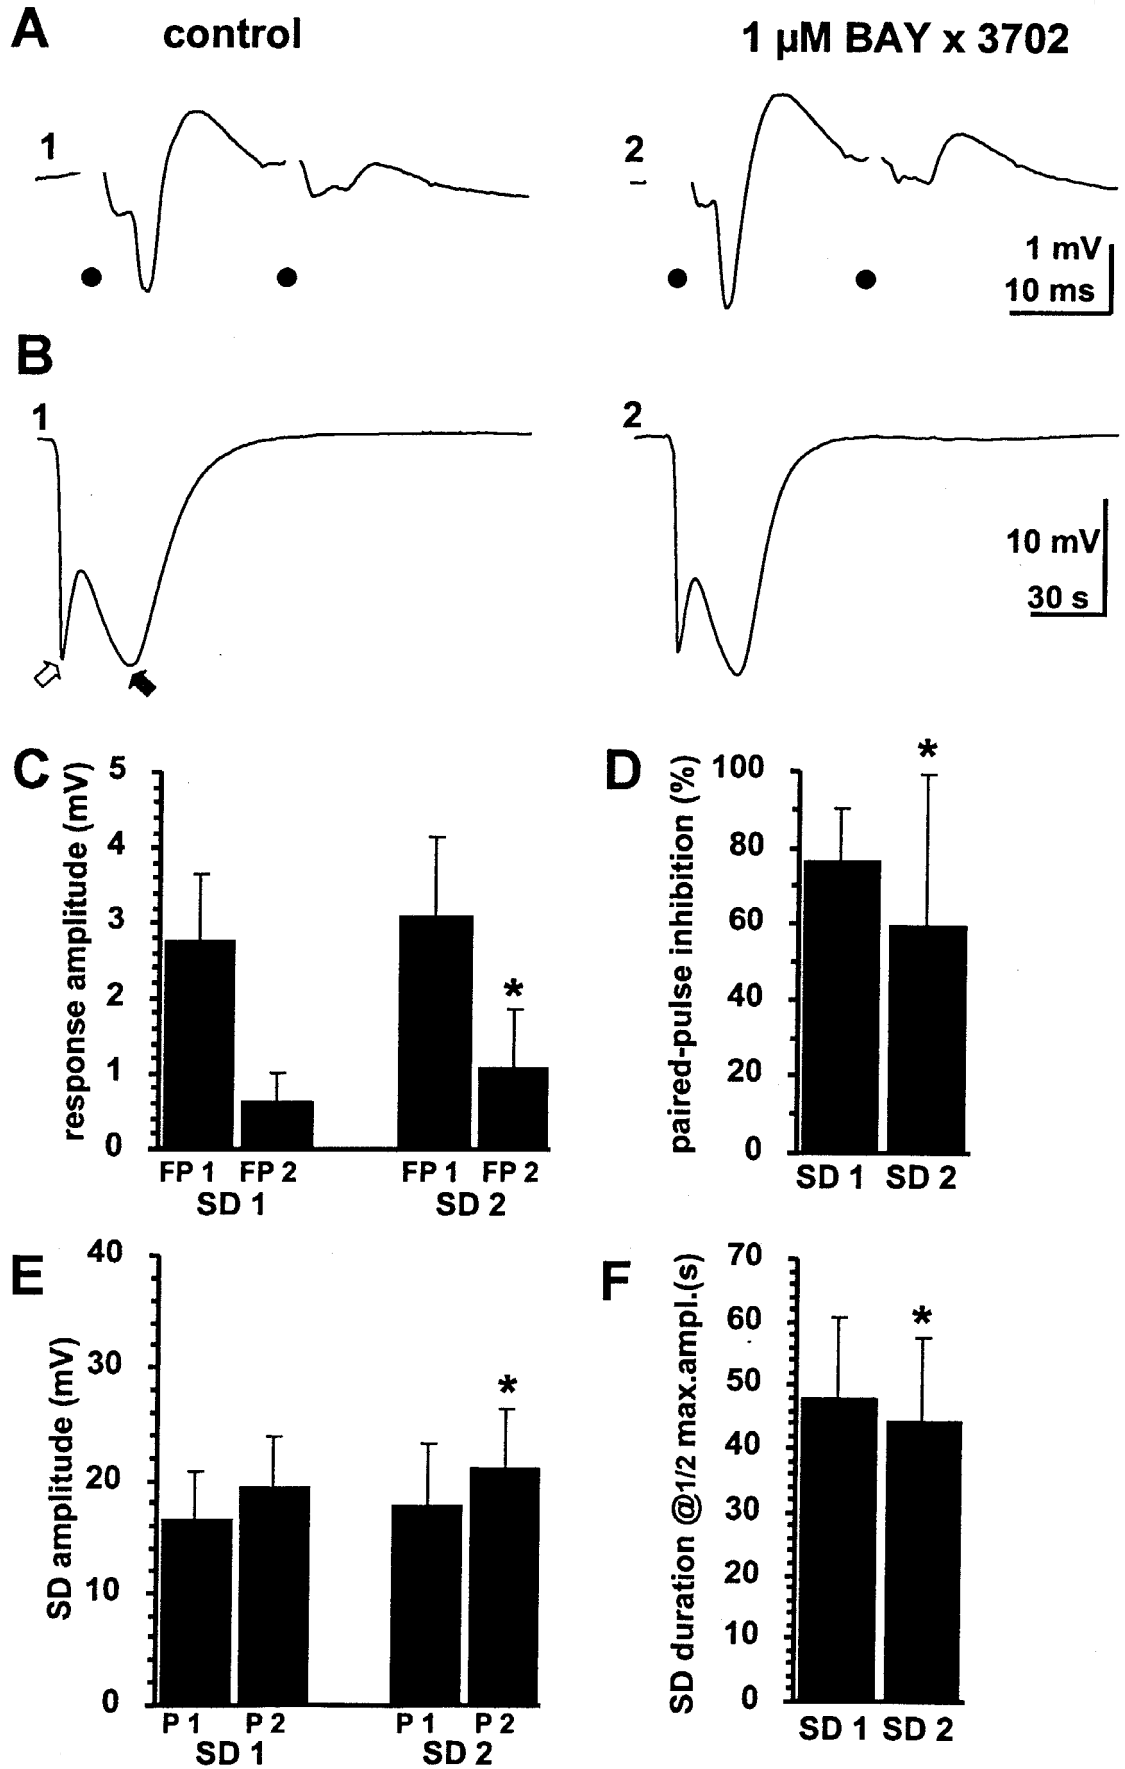 A control 1 µM BAY x 3702
1 2
1 mV
10 ms
B
1 2
10 mV
30 s
C
response amplitude (mV)
5
4
3
2
1
0
FP 1 FP 2 FP 1 FP 2
SD 1 SD 2
*
D
paired-pulse inhibition (%)
100
80
60
40
20
0
SD 1 SD 2
*
E
SD amplitude (mV)
40
30
20
10
0
P 1 P 2 P 1 P 2
SD 1 SD 2
*
F
SD duration @1/2 max.ampl.(s)
70
60
50
40
30
20
10
0
SD 1 SD 2
*